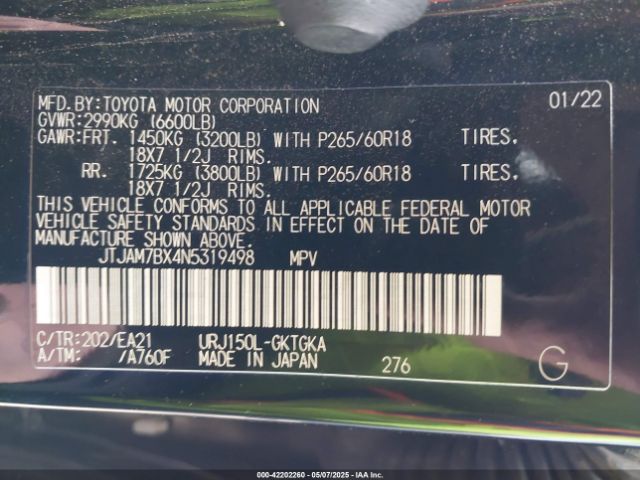 MFD.BY:TOYOTA MOTOR CORPORATION 01/22
GVWR:2990KG (6600LB)
GAWR:FRT. 1450KG (3200LB) WITH P265/60R18 TIRES.
18X7 1/2J RIMS.
RR. 1725KG (3800LB) WITH P265/60R18 TIRES.
18X7 1/2J RIMS.
THIS VEHICLE CONFORMS TO ALL APPLICABLE FEDERAL MOTOR
VEHICLE SAFETY STANDARDS IN EFFECT ON THE DATE OF
MANUFACTURE SHOWN ABOVE.
JTJAM7BX4N5319498 MPV
C/TR:202/EA21 URJ150L-GKTGKA
A/TM: /A760F MADE IN JAPAN 276 G
000-42202260 - 05/07/2025 - IAA Inc.